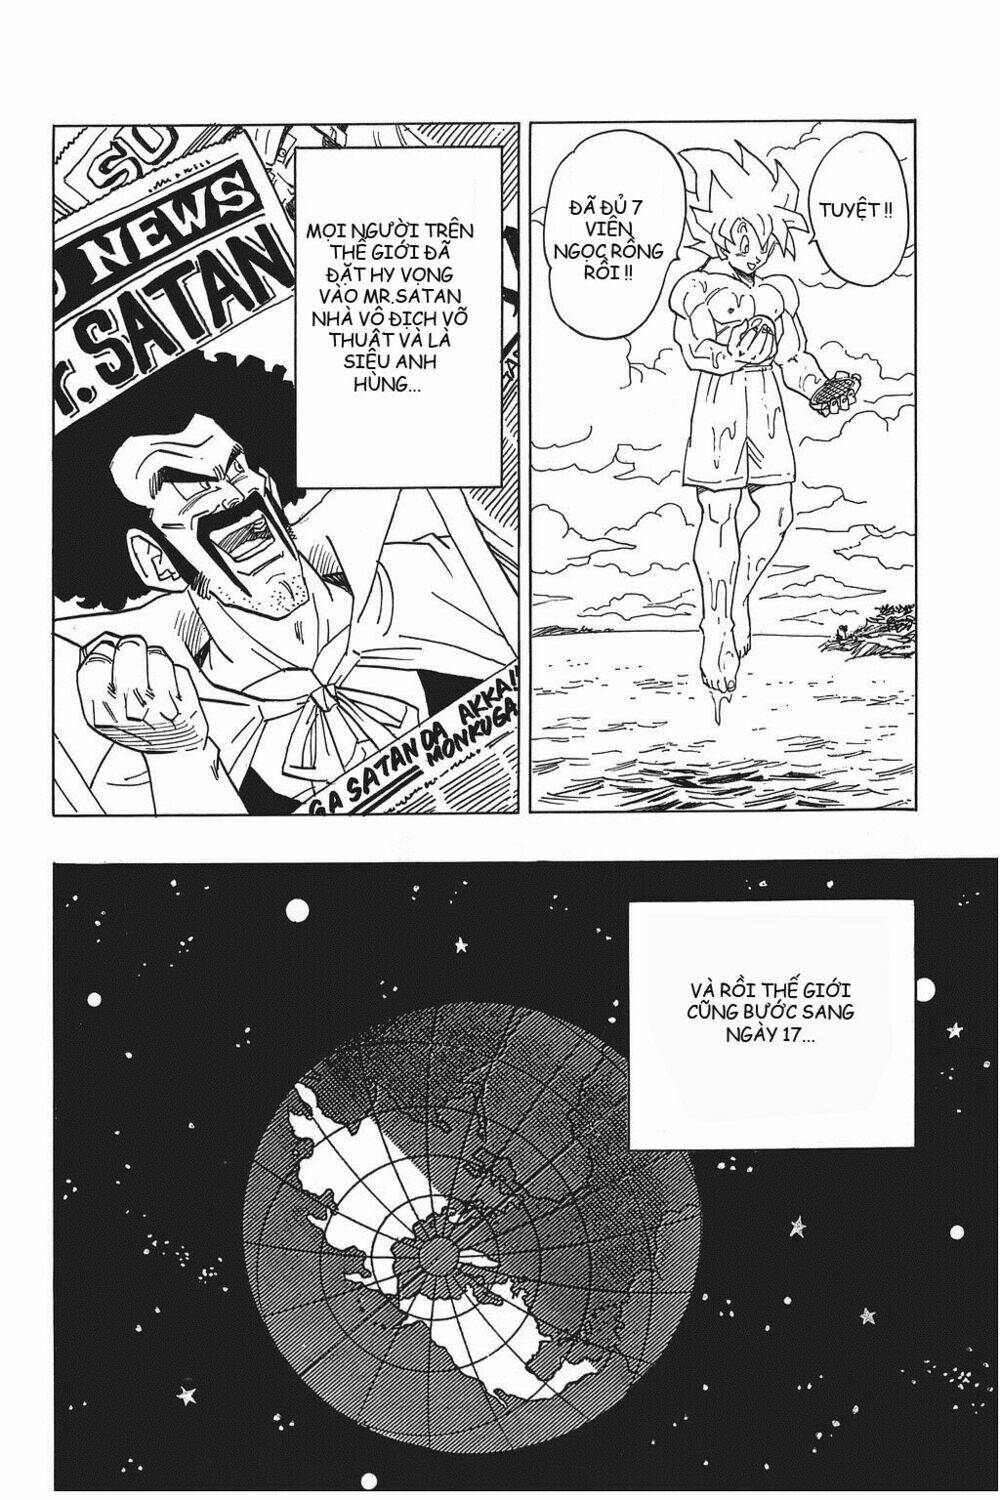 TUYỆT !!
ĐÃ ĐỦ 7
VIÊN
NGỌC RỒNG
RỒI !!
SD
NEWS
r. SATAN
MỌI NGƯỜI TRÊN
THẾ GIỚI ĐÃ
ĐẶT HY VỌNG
VÀO MR.SATAN
NHÀ VÔ ĐỊCH VÕ
THUẬT VÀ LÀ
SIÊU ANH
HÙNG...
GA SATAN DA AKKA!!
MONKUGA
VÀ RỒI THẾ GIỚI
CŨNG BƯỚC SANG
NGÀY 17...